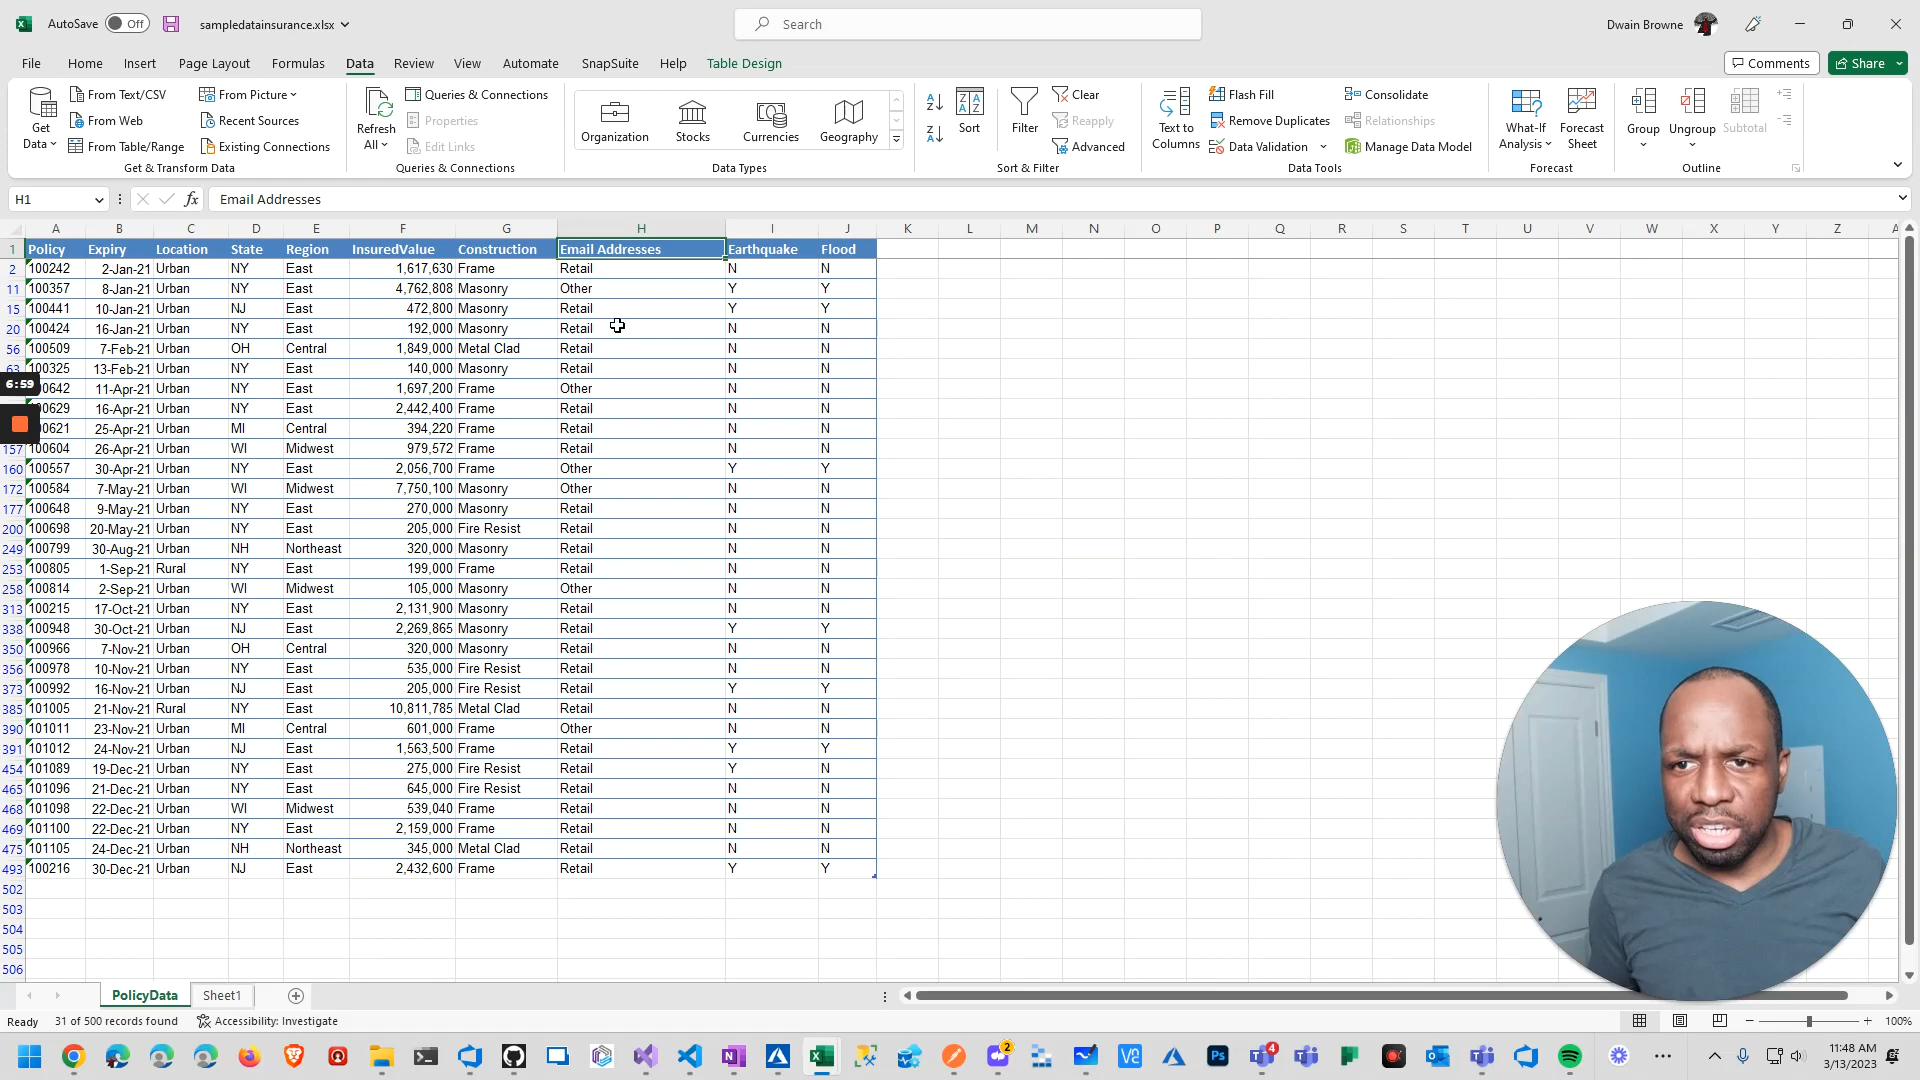 AutoSave Off sampledatainsurance.xlsx Search Dwain Browne
File Home Insert Page Layout Formulas Data Review View Automate SnapSuite Help Table Design Comments Share
Get Data From Text/CSV From Web From Table/Range From Picture Recent Sources Existing Connections
Get & Transform Data
Refresh All Queries & Connections Properties Edit Links
Queries & Connections
Organization Stocks Currencies Geography
Data Types
Sort Filter Clear Reapply Advanced
Sort & Filter
Text to Columns Flash Fill Remove Duplicates Data Validation Consolidate Relationships Manage Data Model
Data Tools
What-If Analysis Forecast Sheet
Forecast
Group Ungroup Subtotal
Outline
H1 fx Email Addresses
A B C D E F G H I J K L M N O P Q R S T U V W X Y Z
1 Policy Expiry Location State Region InsuredValue Construction Email Addresses Earthquake Flood
2 100242 2-Jan-21 Urban NY East 1,617,630 Frame Retail N N
11 100357 8-Jan-21 Urban NY East 4,762,808 Masonry Other Y Y
15 100441 10-Jan-21 Urban NJ East 472,800 Masonry Retail Y Y
20 100424 16-Jan-21 Urban NY East 192,000 Masonry Retail N N
56 100509 7-Feb-21 Urban OH Central 1,849,000 Metal Clad Retail N N
63 100325 13-Feb-21 Urban NY East 140,000 Masonry Retail N N
6:59
00642 11-Apr-21 Urban NY East 1,697,200 Frame Other N N
00629 16-Apr-21 Urban NY East 2,442,400 Frame Retail N N
00621 25-Apr-21 Urban MI Central 394,220 Frame Retail N N
157 100604 26-Apr-21 Urban WI Midwest 979,572 Frame Retail N N
160 100557 30-Apr-21 Urban NY East 2,056,700 Frame Other Y Y
172 100584 7-May-21 Urban WI Midwest 7,750,100 Masonry Other N N
177 100648 9-May-21 Urban NY East 270,000 Masonry Retail N N
200 100698 20-May-21 Urban NY East 205,000 Fire Resist Retail N N
249 100799 30-Aug-21 Urban NH Northeast 320,000 Masonry Retail N N
253 100805 1-Sep-21 Rural NY East 199,000 Frame Retail N N
258 100814 2-Sep-21 Urban WI Midwest 105,000 Masonry Other N N
313 100215 17-Oct-21 Urban NY East 2,131,900 Masonry Retail N N
338 100948 30-Oct-21 Urban NJ East 2,269,865 Masonry Retail Y Y
350 100966 7-Nov-21 Urban OH Central 320,000 Masonry Retail N N
356 100978 10-Nov-21 Urban NY East 535,000 Fire Resist Retail N N
373 100992 16-Nov-21 Urban NJ East 205,000 Fire Resist Retail Y Y
385 101005 21-Nov-21 Rural NY East 10,811,785 Metal Clad Retail N N
390 101011 23-Nov-21 Urban MI Central 601,000 Frame Other N N
391 101012 24-Nov-21 Urban NJ East 1,563,500 Frame Retail Y Y
454 101089 19-Dec-21 Urban NY East 275,000 Fire Resist Retail Y N
465 101096 21-Dec-21 Urban NY East 645,000 Fire Resist Retail N N
468 101098 22-Dec-21 Urban WI Midwest 539,040 Frame Retail N N
469 101100 22-Dec-21 Urban NY East 2,159,000 Frame Retail N N
475 101105 24-Dec-21 Urban NH Northeast 345,000 Metal Clad Retail N N
493 100216 30-Dec-21 Urban NJ East 2,432,600 Frame Retail Y Y
502
503
504
505
506
PolicyData Sheet1
Ready 31 of 500 records found Accessibility: Investigate 100%
2 4 11:48 AM
3/13/2023